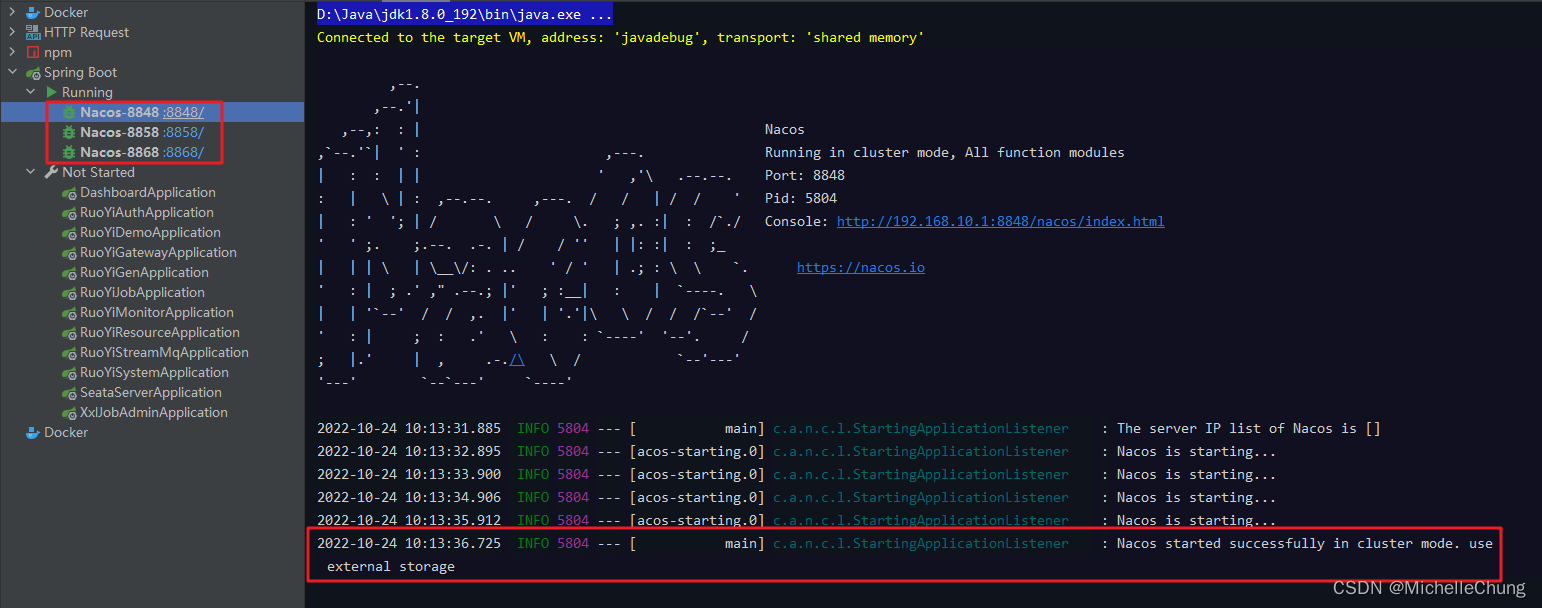 Docker
HTTP Request
npm
Spring Boot
Running
Nacos-8848 :8848/
Nacos-8858 :8858/
Nacos-8868 :8868/
Not Started
DashboardApplication
RuoYiAuthApplication
RuoYiDemoApplication
RuoYiGatewayApplication
RuoYiGenApplication
RuoYiJobApplication
RuoYiMonitorApplication
RuoYiResourceApplication
RuoYiStreamMqApplication
RuoYiSystemApplication
SeataServerApplication
XxlJobAdminApplication
Docker
D:\Java\jdk1.8.0_192\bin\java.exe ...
Connected to the target VM, address: 'javadebug', transport: 'shared memory'
Nacos
Running in cluster mode, All function modules
Port: 8848
Pid: 5804
Console: http://192.168.10.1:8848/nacos/index.html
https://nacos.io
2022-10-24 10:13:31.885  INFO 5804 --- [           main] c.a.n.c.l.StartingApplicationListener    : The server IP list of Nacos is []
2022-10-24 10:13:32.895  INFO 5804 --- [acos-starting.0] c.a.n.c.l.StartingApplicationListener    : Nacos is starting...
2022-10-24 10:13:33.900  INFO 5804 --- [acos-starting.0] c.a.n.c.l.StartingApplicationListener    : Nacos is starting...
2022-10-24 10:13:34.906  INFO 5804 --- [acos-starting.0] c.a.n.c.l.StartingApplicationListener    : Nacos is starting...
2022-10-24 10:13:35.912  INFO 5804 --- [acos-starting.0] c.a.n.c.l.StartingApplicationListener    : Nacos is starting...
2022-10-24 10:13:36.725  INFO 5804 --- [           main] c.a.n.c.l.StartingApplicationListener    : Nacos started successfully in cluster mode. use
external storage
CSDN @MichelleChung